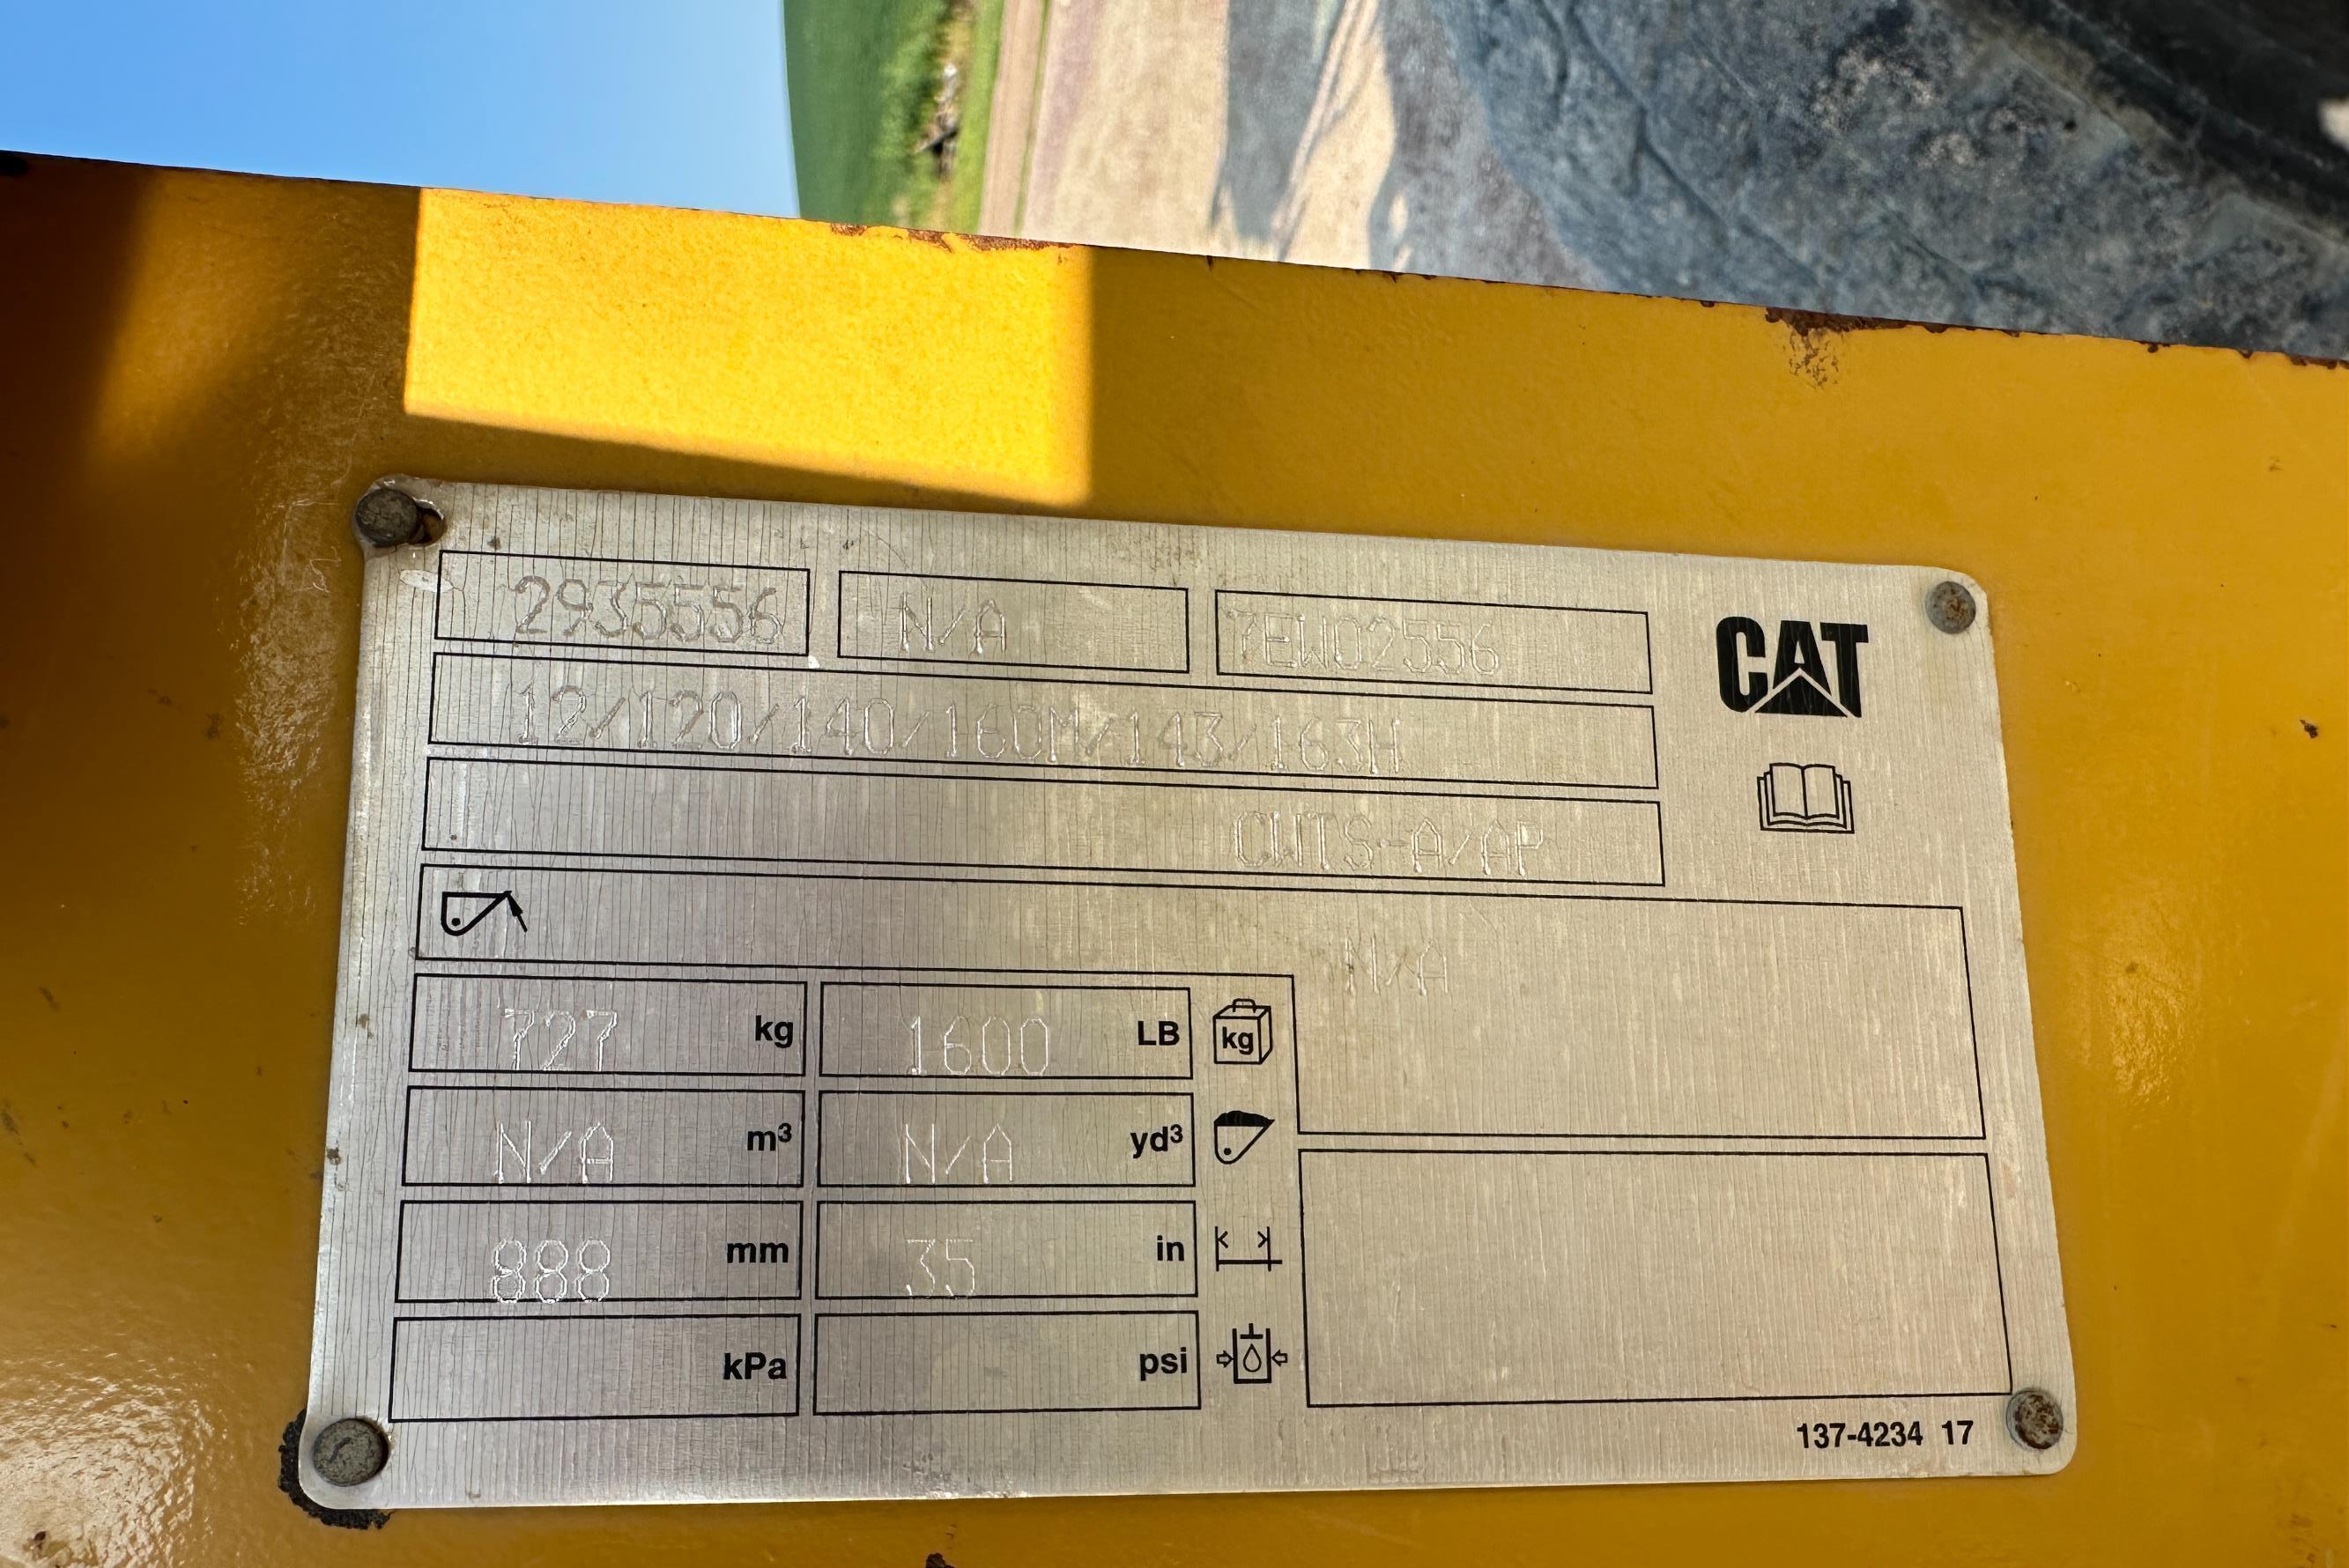 2935556 N/A 7EW02556
CAT
12/120/140/160M/143/163H
CWTS-A/AP
N/A
727 kg 1600 LB kg
N/A m³ N/A yd³
888 mm 35 in
kPa psi
137-4234 17